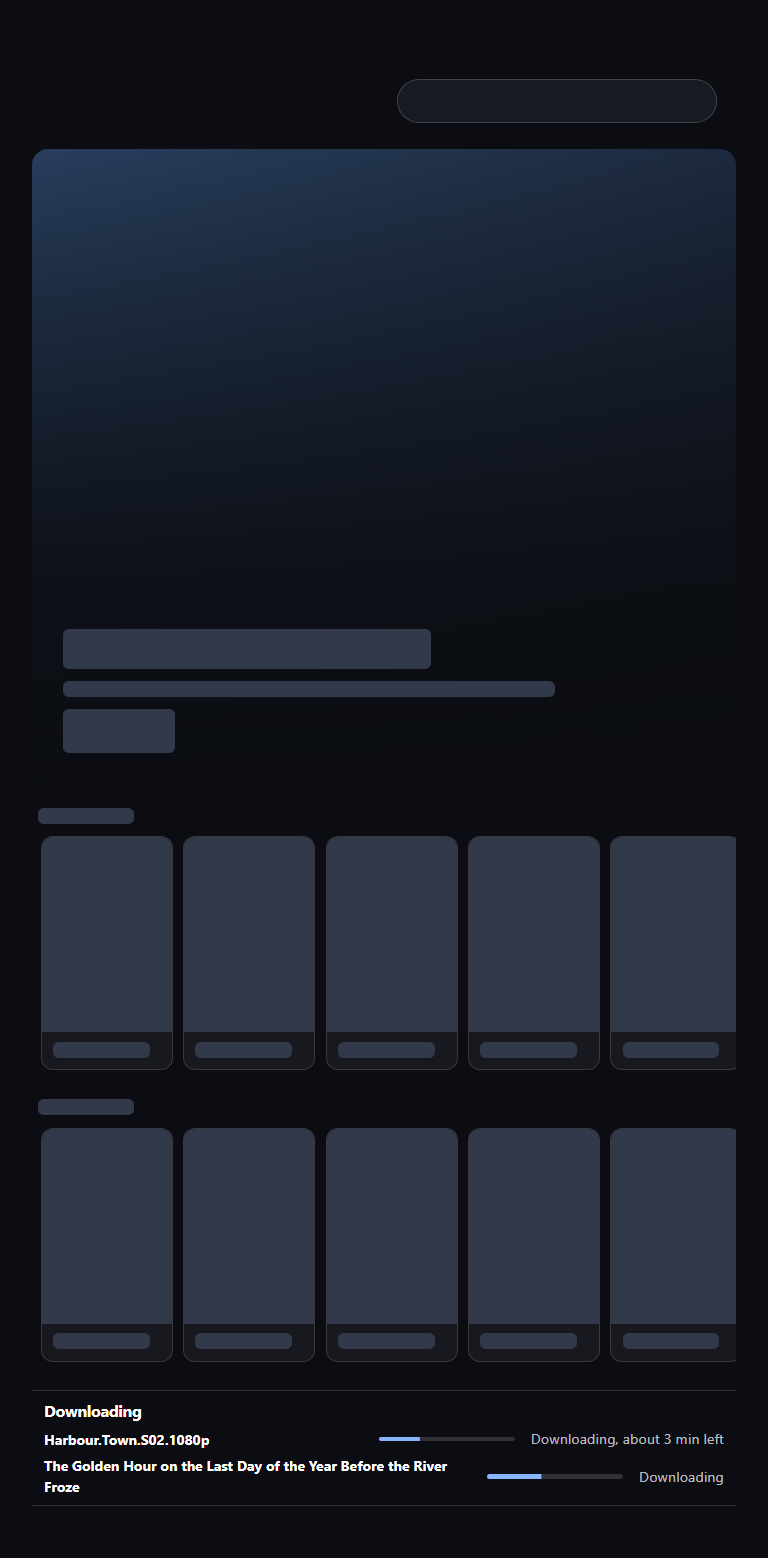 Downloading
Harbour.Town.S02.1080p
Downloading, about 3 min left
The Golden Hour on the Last Day of the Year Before the River
Froze
Downloading